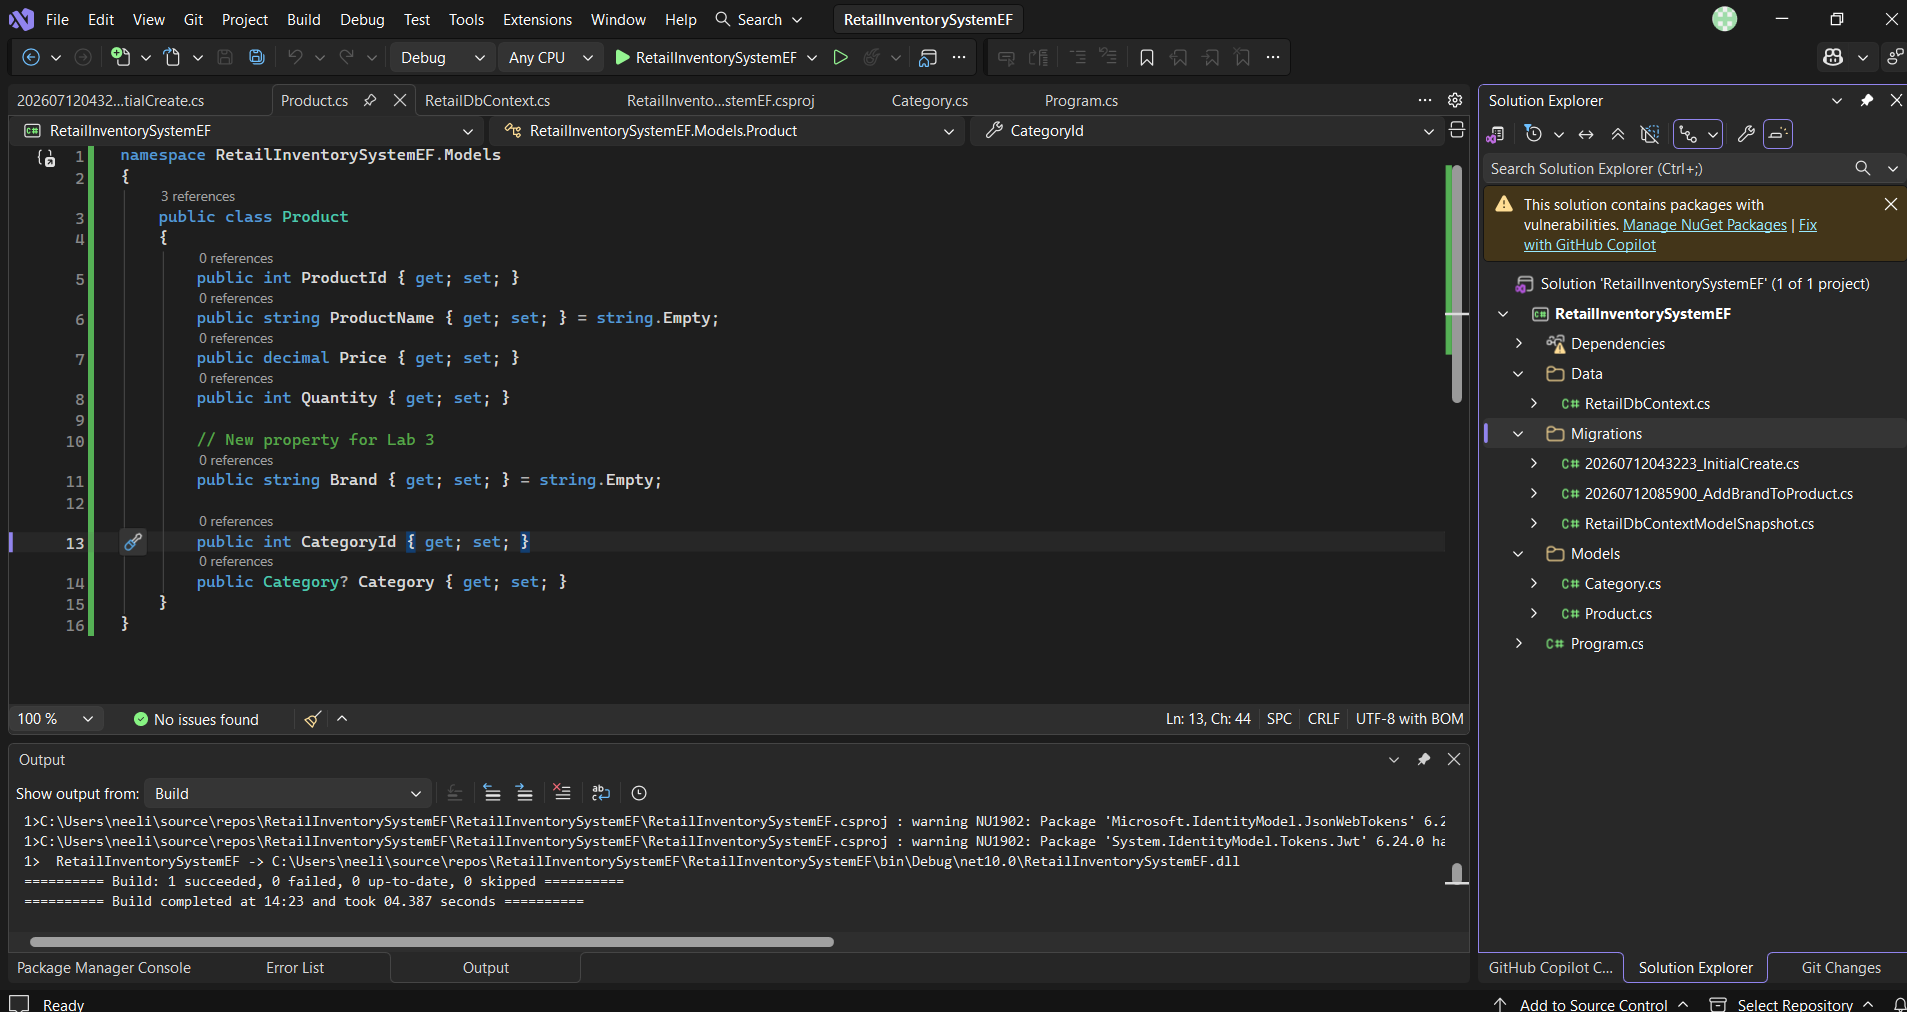 File Edit View Git Project Build Debug Test Tools Extensions Window Help Search RetailInventorySystemEF
Debug Any CPU RetailInventorySystemEF
202607120432...tialCreate.cs Product.cs RetailDbContext.cs RetailInvento...stemEF.csproj Category.cs Program.cs
RetailInventorySystemEF RetailInventorySystemEF.Models.Product CategoryId
1 namespace RetailInventorySystemEF.Models
2 {
3 references
3 public class Product
4 {
0 references
5 public int ProductId { get; set; }
0 references
6 public string ProductName { get; set; } = string.Empty;
0 references
7 public decimal Price { get; set; }
0 references
8 public int Quantity { get; set; }
9
10 // New property for Lab 3
0 references
11 public string Brand { get; set; } = string.Empty;
12
0 references
13 public int CategoryId { get; set; }
0 references
14 public Category? Category { get; set; }
15 }
16 }
100 % No issues found Ln: 13, Ch: 44 SPC CRLF UTF-8 with BOM
Output
Show output from: Build
1>C:\Users\neeli\source\repos\RetailInventorySystemEF\RetailInventorySystemEF\RetailInventorySystemEF.csproj : warning NU1902: Package 'Microsoft.IdentityModel.JsonWebTokens' 6.2
1>C:\Users\neeli\source\repos\RetailInventorySystemEF\RetailInventorySystemEF\RetailInventorySystemEF.csproj : warning NU1902: Package 'System.IdentityModel.Tokens.Jwt' 6.24.0 ha
1> RetailInventorySystemEF -> C:\Users\neeli\source\repos\RetailInventorySystemEF\RetailInventorySystemEF\bin\Debug\net10.0\RetailInventorySystemEF.dll
========== Build: 1 succeeded, 0 failed, 0 up-to-date, 0 skipped ==========
========== Build completed at 14:23 and took 04.387 seconds ==========
Package Manager Console Error List Output
Solution Explorer
Search Solution Explorer (Ctrl+;)
This solution contains packages with
vulnerabilities. Manage NuGet Packages | Fix
with GitHub Copilot
Solution 'RetailInventorySystemEF' (1 of 1 project)
RetailInventorySystemEF
Dependencies
Data
C# RetailDbContext.cs
Migrations
C# 20260712043223_InitialCreate.cs
C# 20260712085900_AddBrandToProduct.cs
C# RetailDbContextModelSnapshot.cs
Models
C# Category.cs
C# Product.cs
C# Program.cs
GitHub Copilot C... Solution Explorer Git Changes
Ready Add to Source Control Select Repository